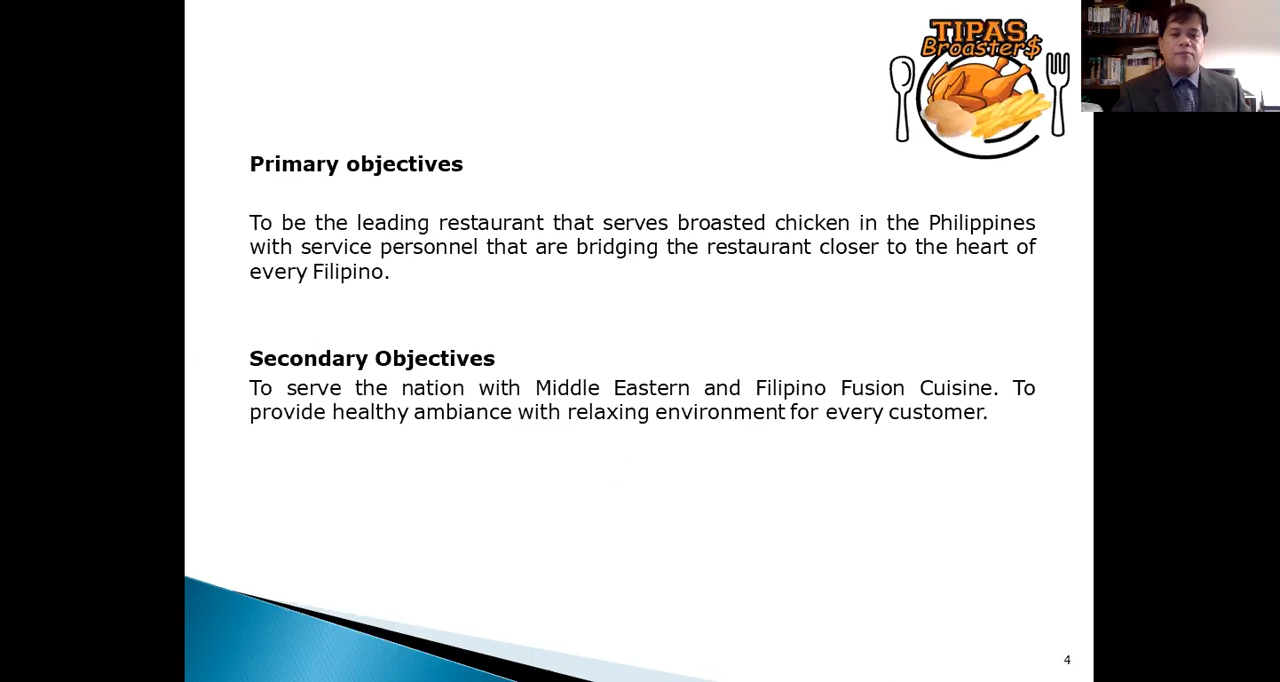 TIPAS
Broaster$
Primary objectives
To be the leading restaurant that serves broasted chicken in the Philippines
with service personnel that are bridging the restaurant closer to the heart of
every Filipino.
Secondary Objectives
To serve the nation with Middle Eastern and Filipino Fusion Cuisine. To
provide healthy ambiance with relaxing environment for every customer.
4